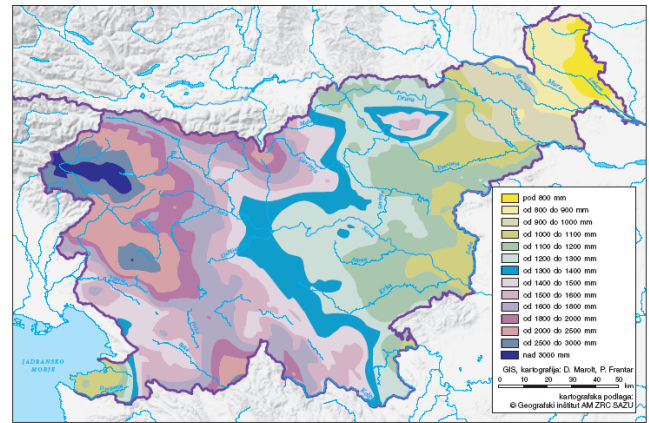 Drava
Mura
JADRANSKO
MORJE
Krka
pod 800 mm
od 800 do 900 mm
od 900 do 1000 mm
od 1000 do 1100 mm
od 1100 do 1200 mm
od 1200 do 1300 mm
od 1300 do 1400 mm
od 1400 do 1500 mm
od 1500 do 1600 mm
od 1600 do 1800 mm
od 1800 do 2000 mm
od 2000 do 2500 mm
od 2500 do 3000 mm
nad 3000 mm
GIS, kartografija: D. Marolt, P. Frantar
0 10 20 30 40 50
km
kartografska podlaga:
© Geografski inštitut AM ZRC SAZU